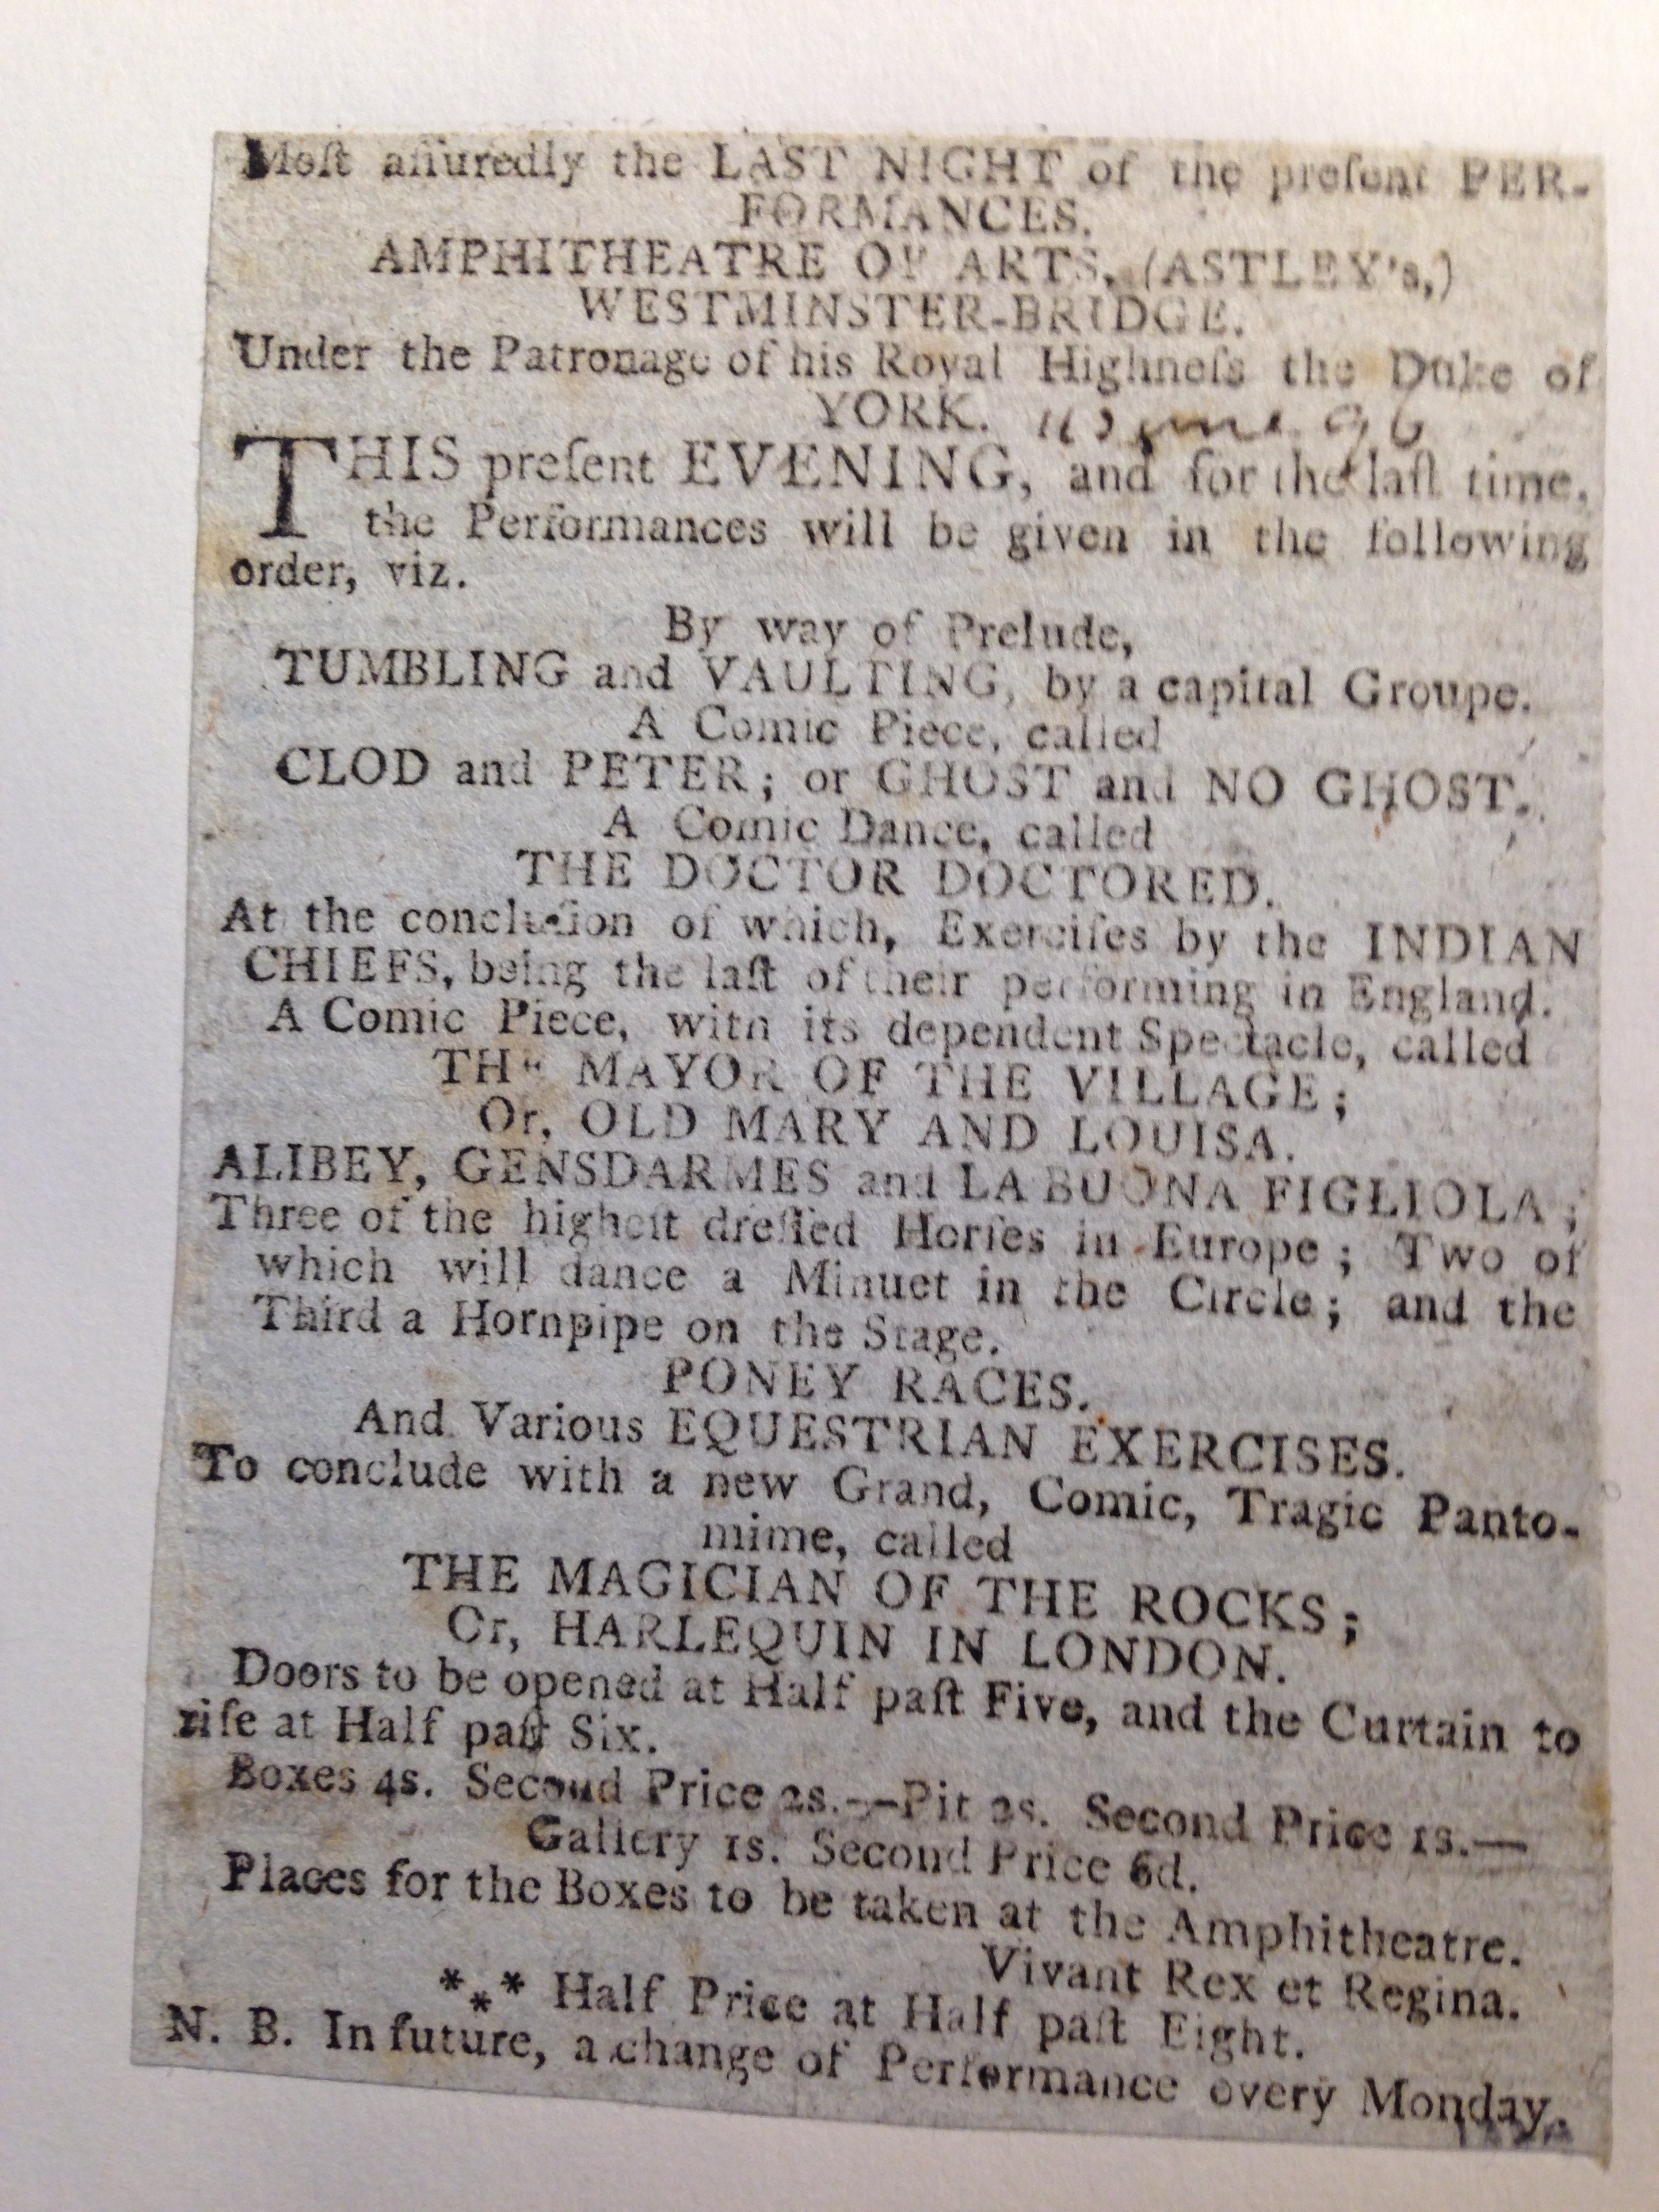 Moſt aſſuredly the LAST NIGHT of the preſent PER-
FORMANCES.
AMPHITHEATRE OF ARTS, (ASTLEY's,)
WESTMINSTER-BRIDGE.
Under the Patronage of his Royal Highneſs the Duke of
YORK. 96
THIS preſent EVENING, and for the laſt time,
the Performances will be given in the following
order, viz.
By way of Prelude,
TUMBLING and VAULTING, by a capital Groupe.
A Comic Piece, called
CLOD and PETER; or GHOST and NO GHOST.
A Comic Dance, called
THE DOCTOR DOCTORED.
At the concluſion of which, Exerciſes by the INDIAN
CHIEFS, being the laſt of their performing in England.
A Comic Piece, with its dependent Spectacle, called
THE MAYOR OF THE VILLAGE;
Or, OLD MARY AND LOUISA.
ALIBEY, GENSDARMES and LA BUONA FIGLIOLA;
Three of the higheſt dreſſed Horſes in Europe; Two of
which will dance a Minuet in the Circle; and the
Third a Hornpipe on the Stage.
PONEY RACES.
And Various EQUESTRIAN EXERCISES.
To conclude with a new Grand, Comic, Tragic Panto-
mime, called
THE MAGICIAN OF THE ROCKS;
Or, HARLEQUIN IN LONDON.
Doors to be opened at Half paſt Five, and the Curtain to
riſe at Half paſt Six.
Boxes 4s. Second Price 2s.—Pit 2s. Second Price 1s.—
Gallery 1s. Second Price 6d.
Places for the Boxes to be taken at the Amphitheatre.
Vivant Rex et Regina.
*⁎* Half Price at Half paſt Eight.
N. B. In future, a change of Performance every Monday.